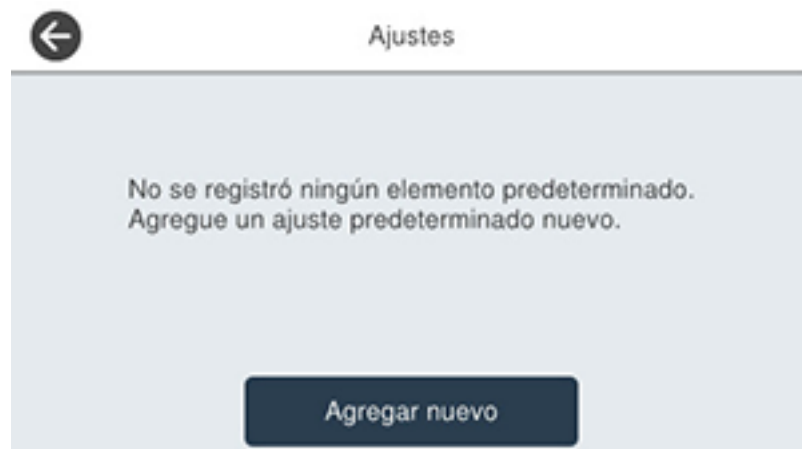 Ajustes
No se registró ningún elemento predeterminado.
Agregue un ajuste predeterminado nuevo.
Agregar nuevo